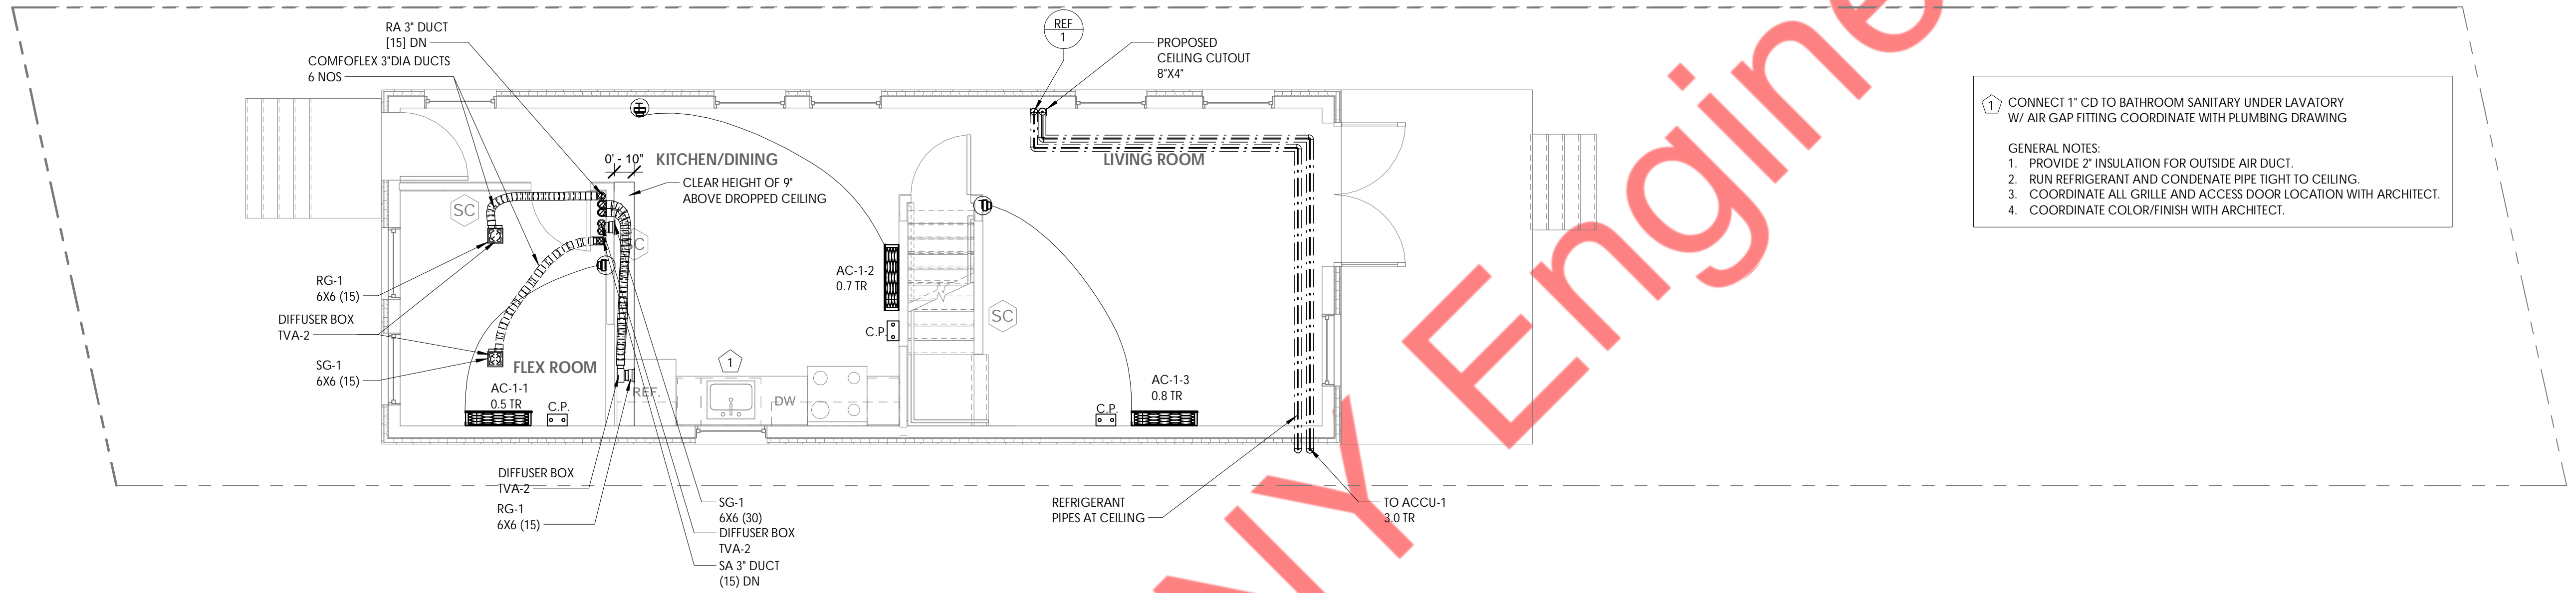 RA 3" DUCT
[15] DN
COMFOFLEX 3"DIA DUCTS
6 NOS
REF
1
PROPOSED
CEILING CUTOUT
8"X4"
0' - 10"
KITCHEN/DINING
CLEAR HEIGHT OF 9"
ABOVE DROPPED CEILING
LIVING ROOM
SC
SC
SC
RG-1
6X6 (15)
DIFFUSER BOX
TVA-2
SG-1
6X6 (15)
FLEX ROOM
AC-1-1
0.5 TR
C.P.
AC-1-2
0.7 TR
C.P.
1
REF.
DW
AC-1-3
0.8 TR
C.P.
DIFFUSER BOX
TVA-2
RG-1
6X6 (15)
SG-1
6X6 (30)
DIFFUSER BOX
TVA-2
SA 3" DUCT
(15) DN
REFRIGERANT
PIPES AT CEILING
TO ACCU-1
3.0 TR
1 CONNECT 1" CD TO BATHROOM SANITARY UNDER LAVATORY
W/ AIR GAP FITTING COORDINATE WITH PLUMBING DRAWING
GENERAL NOTES:
1. PROVIDE 2" INSULATION FOR OUTSIDE AIR DUCT.
2. RUN REFRIGERANT AND CONDENATE PIPE TIGHT TO CEILING.
3. COORDINATE ALL GRILLE AND ACCESS DOOR LOCATION WITH ARCHITECT.
4. COORDINATE COLOR/FINISH WITH ARCHITECT.
NY Engine